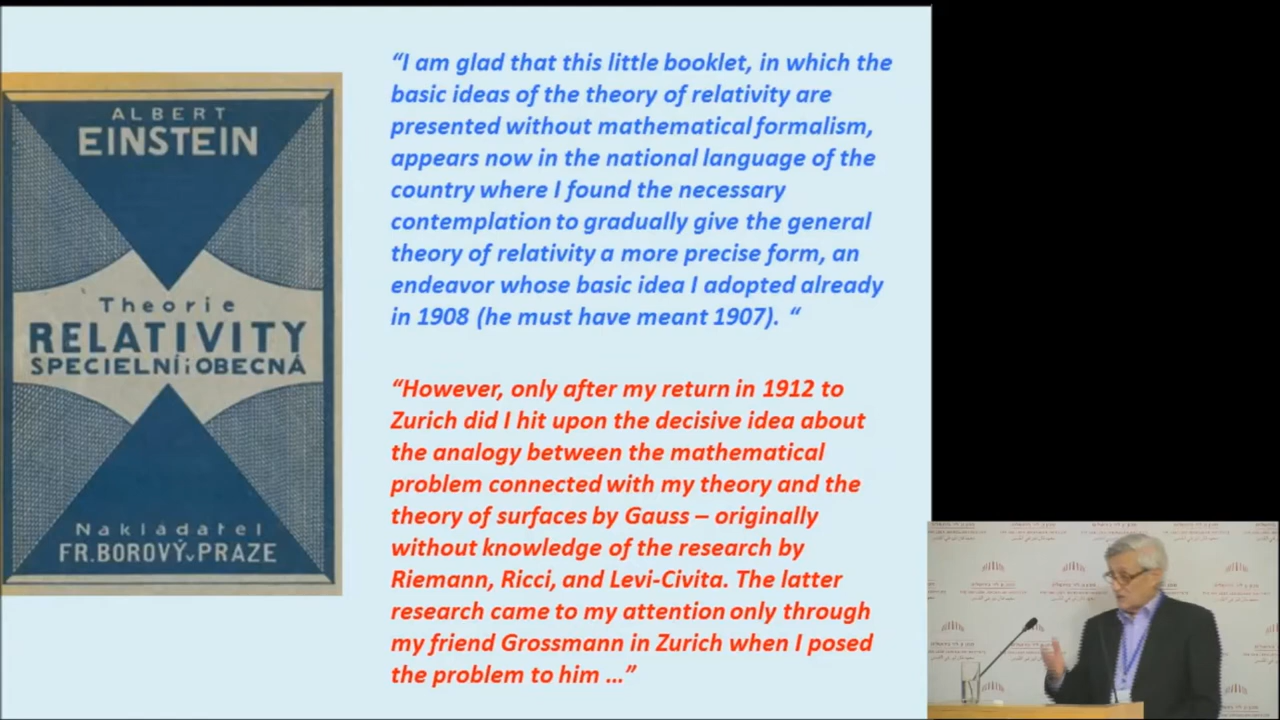 ALBERT
EINSTEIN
Theorie
RELATIVITY
SPECIELNÍ i OBECNÁ
Nakladatel
FR. BOROVÝ v PRAZE
“I am glad that this little booklet, in which the
basic ideas of the theory of relativity are
presented without mathematical formalism,
appears now in the national language of the
country where I found the necessary
contemplation to gradually give the general
theory of relativity a more precise form, an
endeavor whose basic idea I adopted already
in 1908 (he must have meant 1907). “
“However, only after my return in 1912 to
Zurich did I hit upon the decisive idea about
the analogy between the mathematical
problem connected with my theory and the
theory of surfaces by Gauss – originally
without knowledge of the research by
Riemann, Ricci, and Levi-Civita. The latter
research came to my attention only through
my friend Grossmann in Zurich when I posed
the problem to him ...”